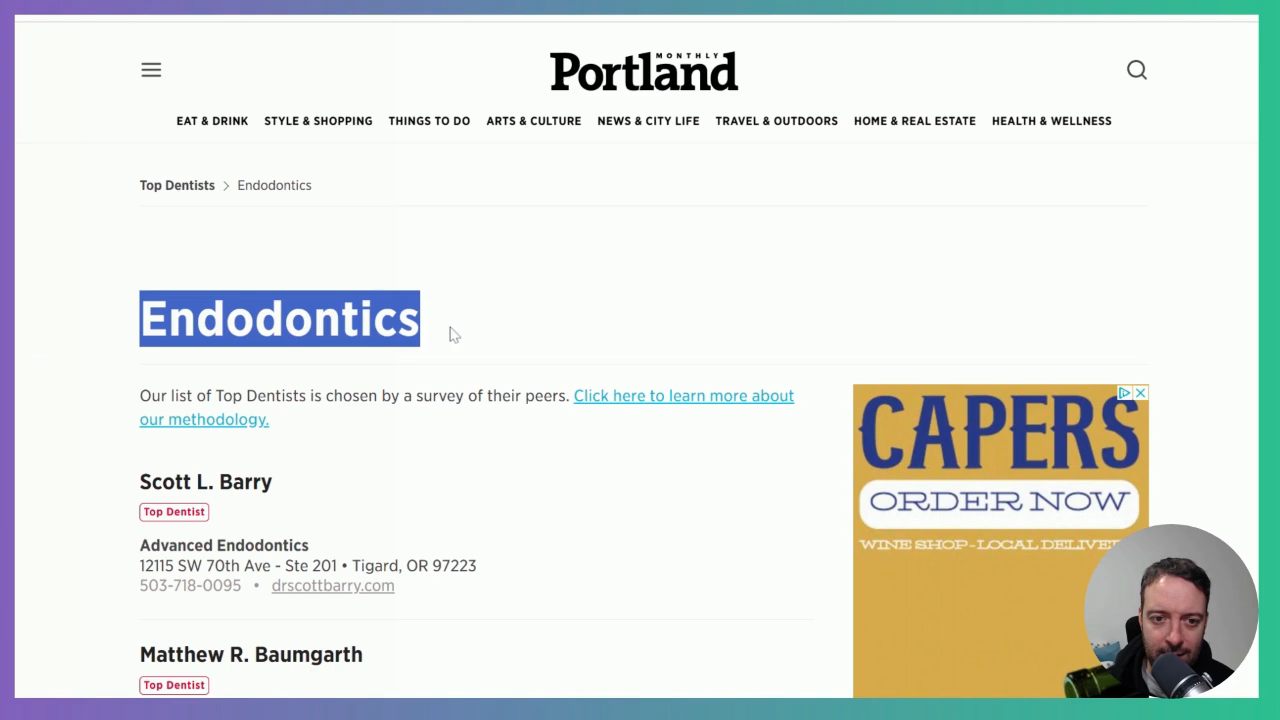 MONTHLY
Portland
EAT & DRINK STYLE & SHOPPING THINGS TO DO ARTS & CULTURE NEWS & CITY LIFE TRAVEL & OUTDOORS HOME & REAL ESTATE HEALTH & WELLNESS
Top Dentists > Endodontics
Endodontics
Our list of Top Dentists is chosen by a survey of their peers. Click here to learn more about
our methodology.
Scott L. Barry
Top Dentist
Advanced Endodontics
12115 SW 70th Ave - Ste 201 • Tigard, OR 97223
503-718-0095 • drscottbarry.com
Matthew R. Baumgarth
Top Dentist
CAPERS
ORDER NOW
WINE SHOP-LOCAL